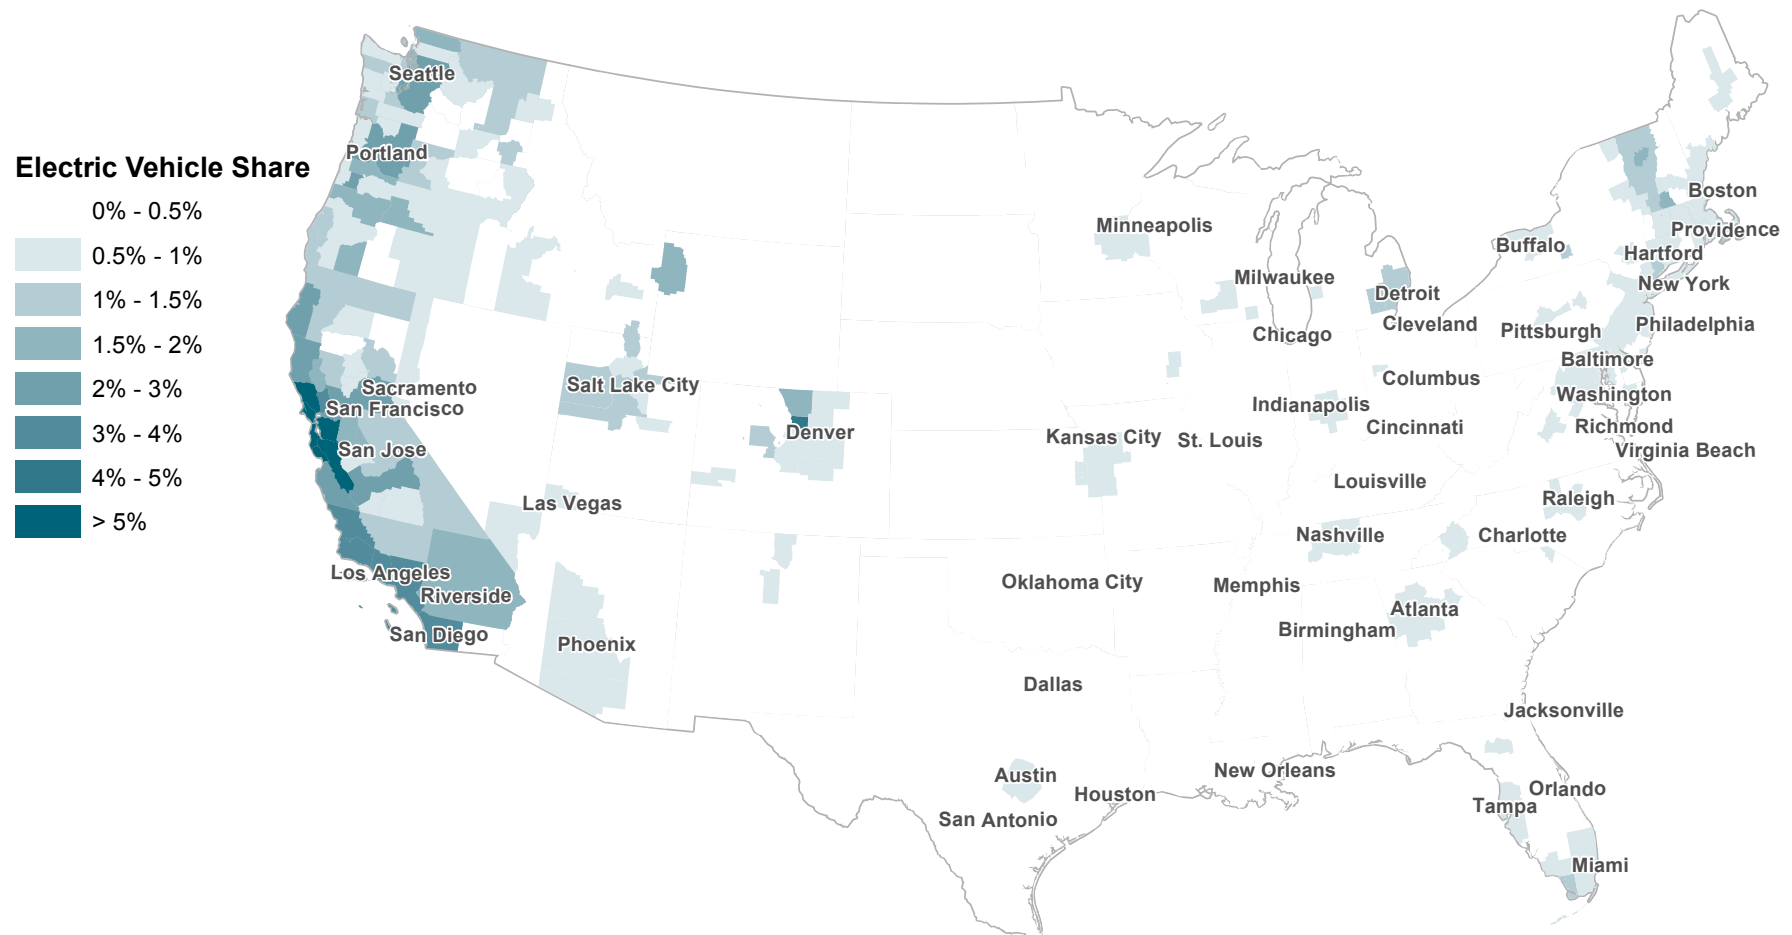 Electric Vehicle Share
0% - 0.5%
0.5% - 1%
1% - 1.5%
1.5% - 2%
2% - 3%
3% - 4%
4% - 5%
> 5%
Seattle
Portland
Sacramento
San Francisco
San Jose
Los Angeles
Riverside
San Diego
Las Vegas
Salt Lake City
Phoenix
Denver
Minneapolis
Milwaukee
Chicago
Detroit
Cleveland
Columbus
Indianapolis
Cincinnati
Kansas City
St. Louis
Louisville
Nashville
Memphis
Oklahoma City
Dallas
Austin
San Antonio
Houston
New Orleans
Birmingham
Atlanta
Charlotte
Raleigh
Jacksonville
Orlando
Tampa
Miami
Boston
Providence
Hartford
Buffalo
New York
Pittsburgh
Philadelphia
Baltimore
Washington
Richmond
Virginia Beach